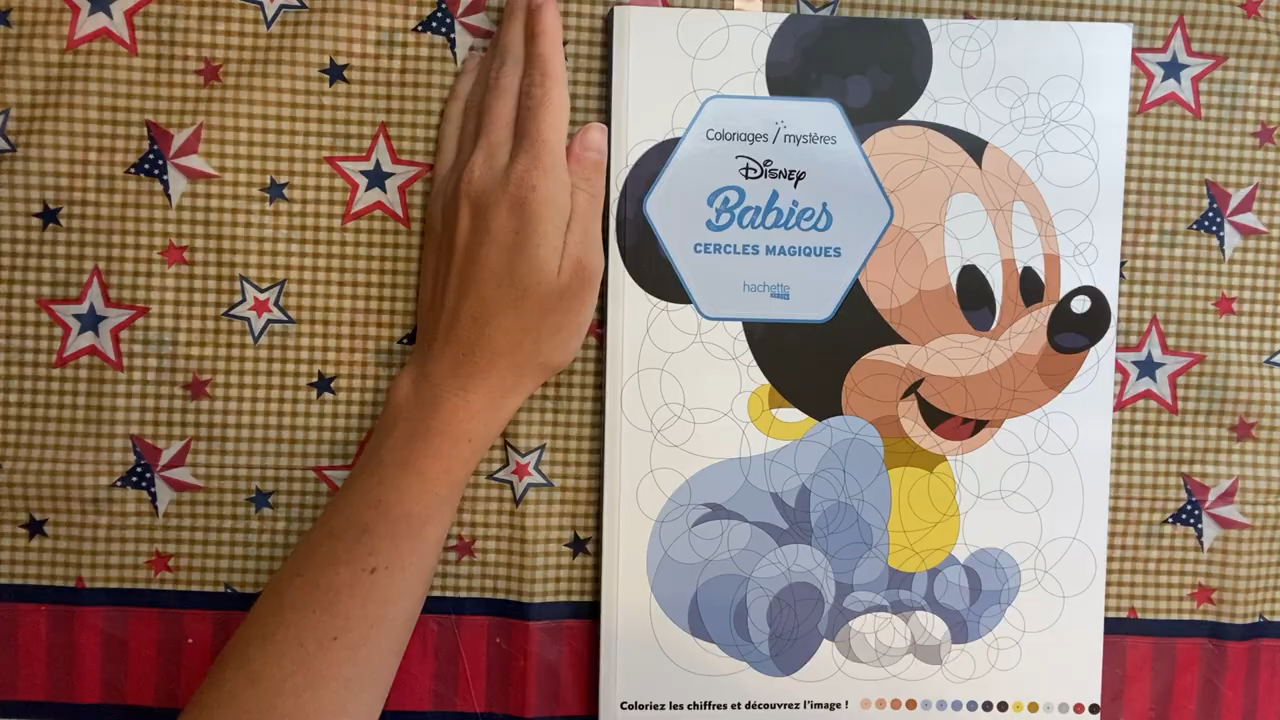 Coloriages mystères
Disney
Babies
CERCLES MAGIQUES
hachette
Coloriez les chiffres et découvrez l'image !